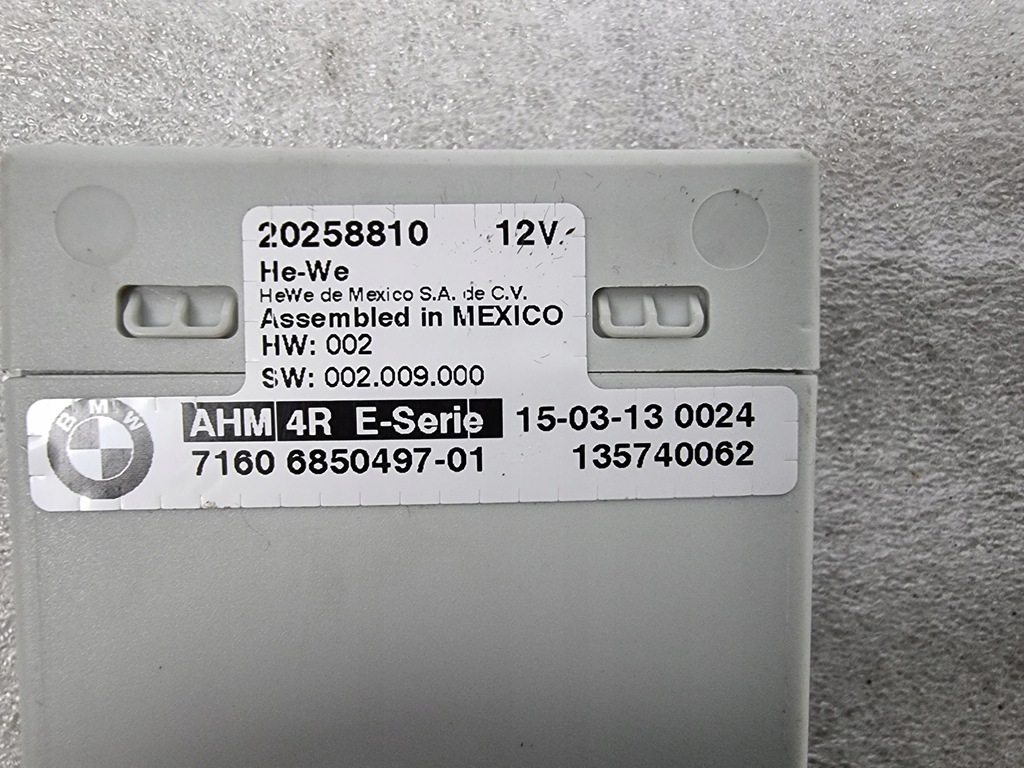 20258810 12V
He-We
HeWe de Mexico S.A. de C.V.
Assembled in MEXICO
HW: 002
SW: 002.009.000
BMW
AHM 4R E-Serie 15-03-13 0024
7160 6850497-01 135740062